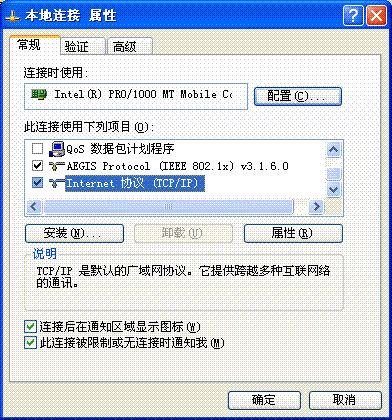 本地连接 属性
常规 验证 高级
连接时使用:
Intel(R) PRO/1000 MT Mobile Co
配置(C)...
此连接使用下列项目(O):
QoS 数据包计划程序
AEGIS Protocol (IEEE 802.1x) v3.1.6.0
Internet 协议 (TCP/IP)
安装(N)... 卸载(U) 属性(R)
说明
TCP/IP 是默认的广域网协议。它提供跨越多种互联网络
的通讯。
连接后在通知区域显示图标(W)
此连接被限制或无连接时通知我(M)
确定 取消